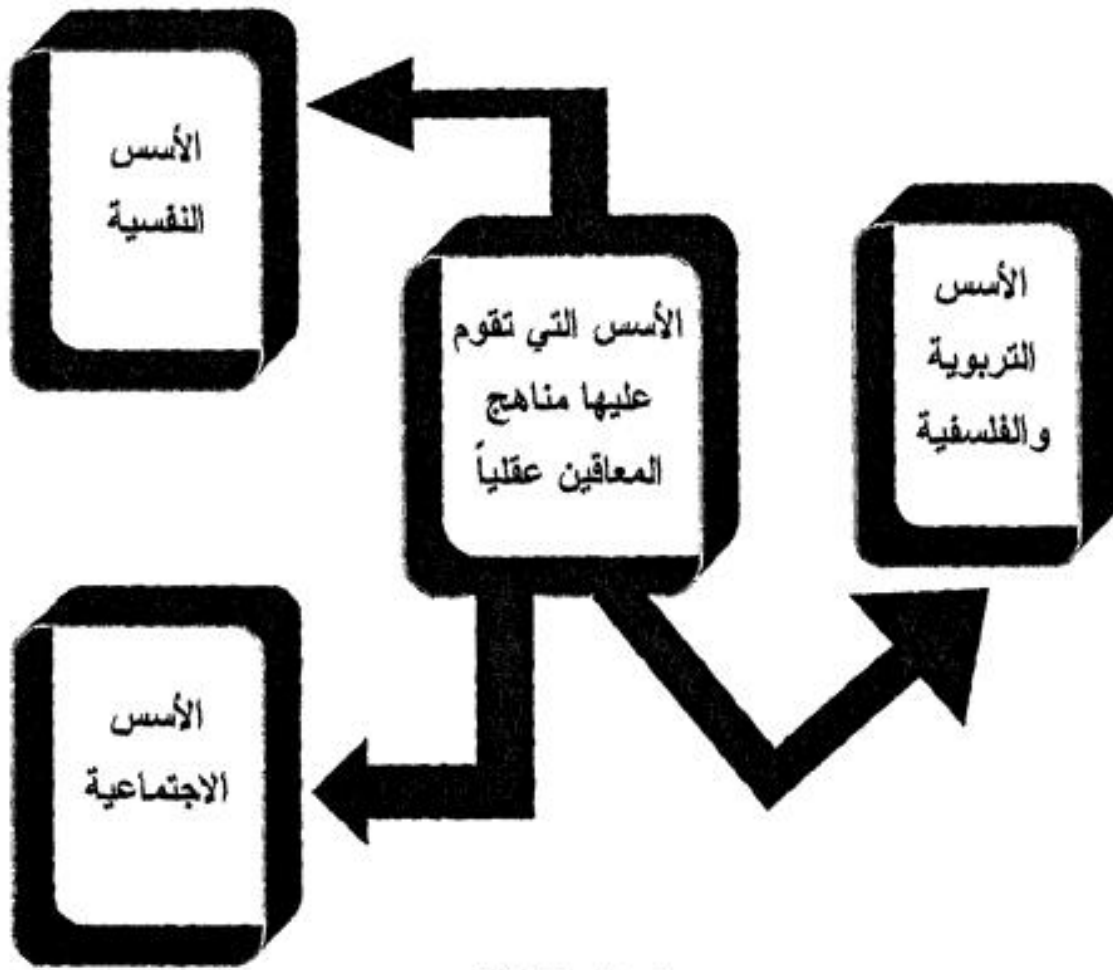 الأسس التي تقوم
عليها مناهج
المعاقين عقلياً
الأسس
التربوية
والفلسفية
الأسس
النفسية
الأسس
الاجتماعية